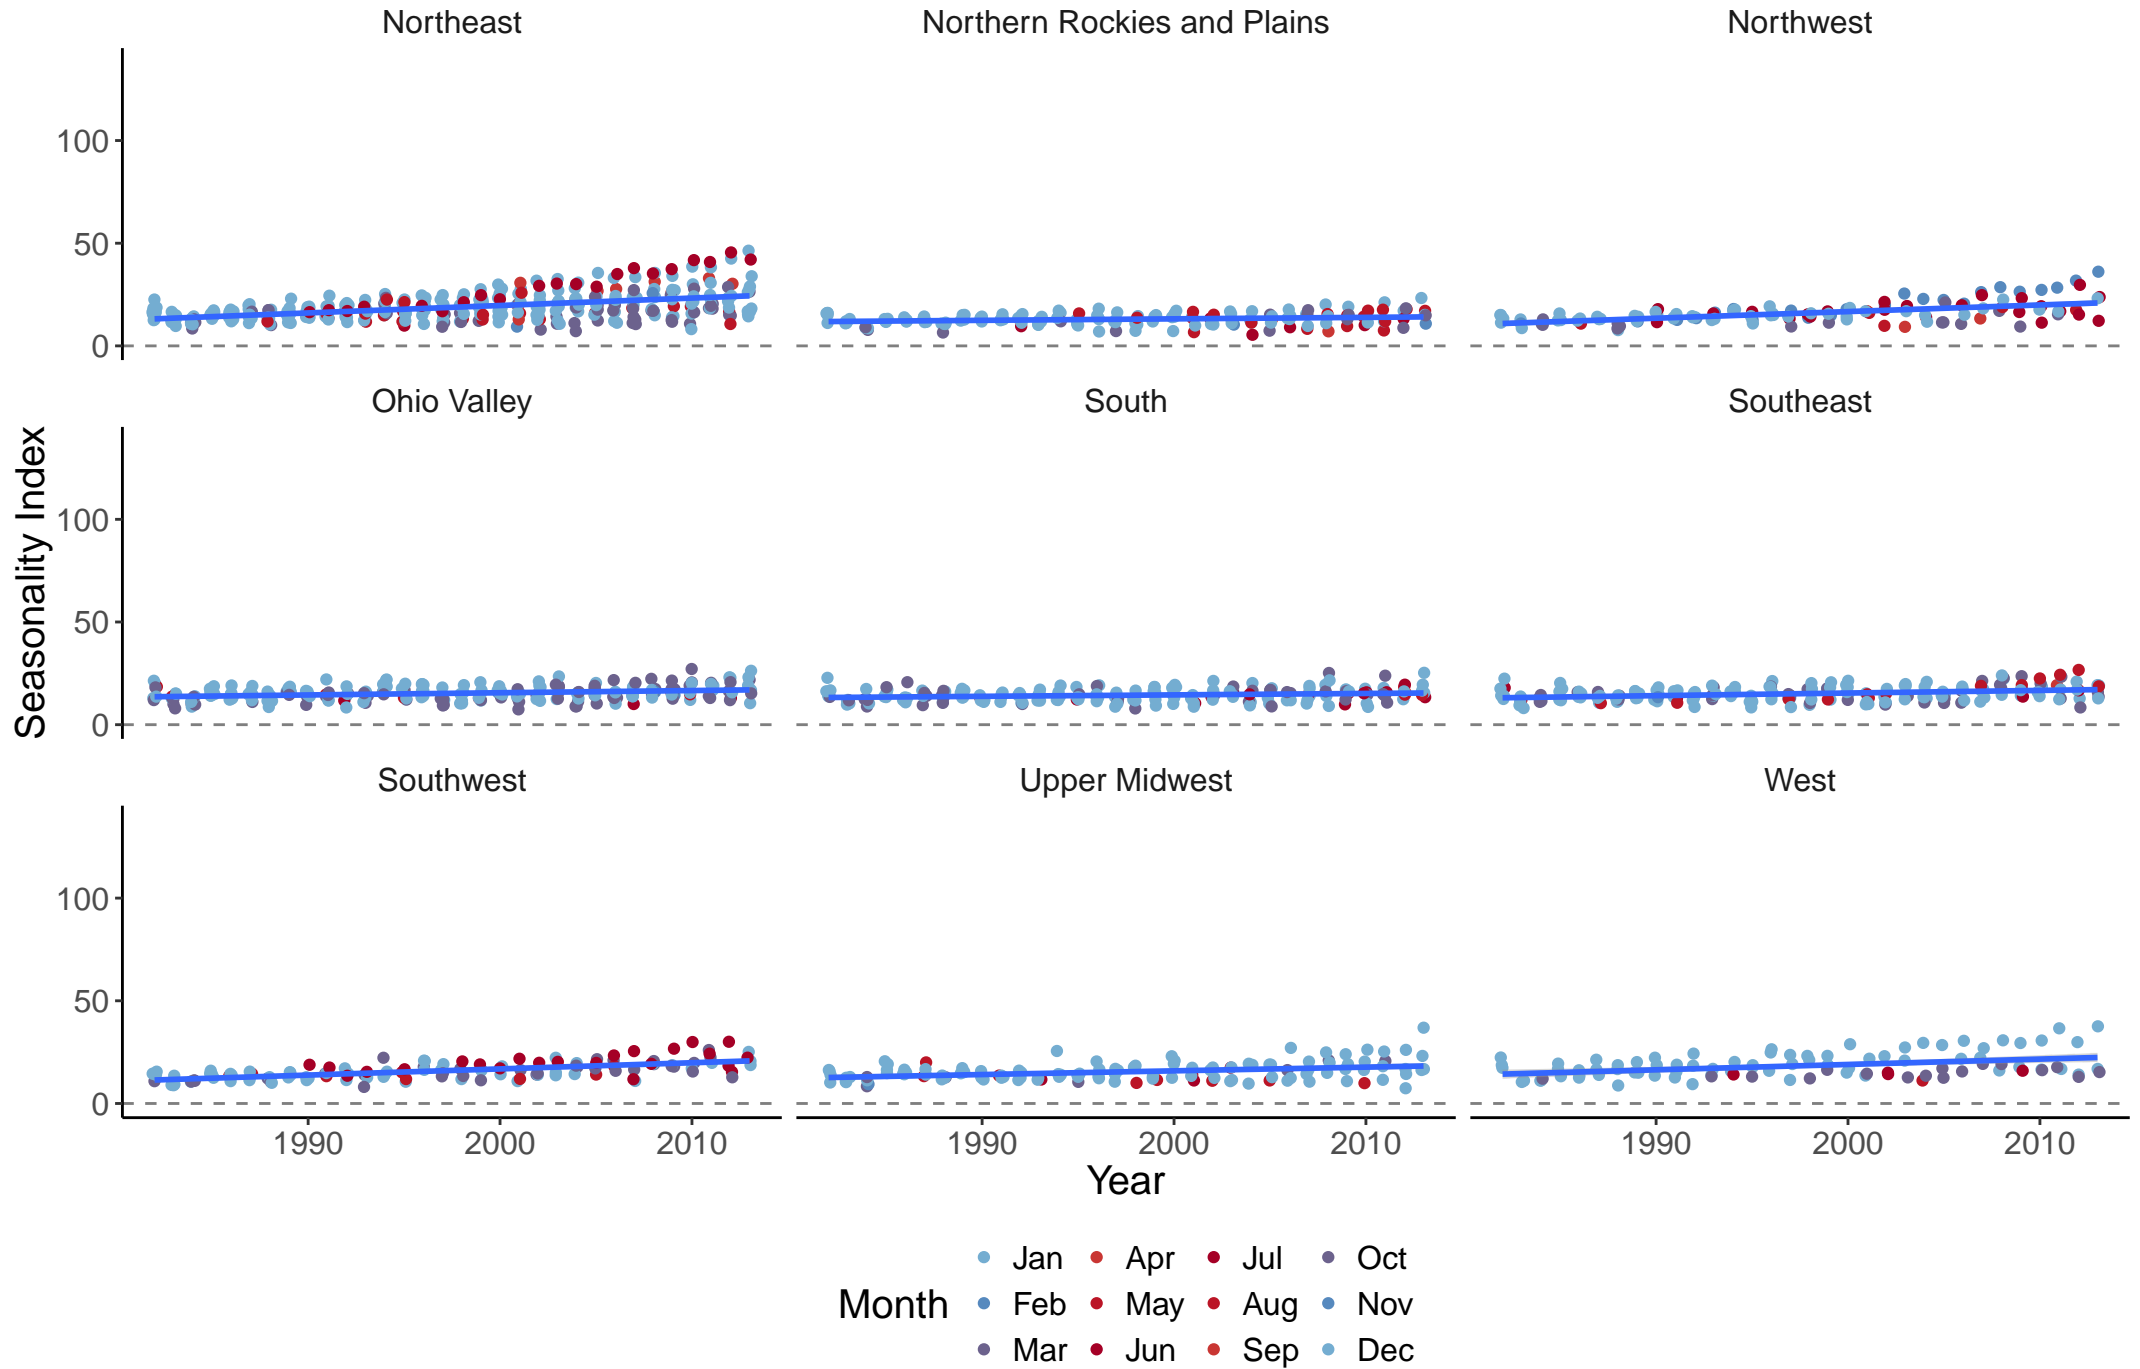 Northeast
Northern Rockies and Plains
Northwest
100
50
0
Ohio Valley
South
Southeast
Seasonality Index
100
50
0
Southwest
Upper Midwest
West
100
50
0
1990 2000 2010
1990 2000 2010
1990 2000 2010
Year
Month
Jan Apr Jul Oct
Feb May Aug Nov
Mar Jun Sep Dec